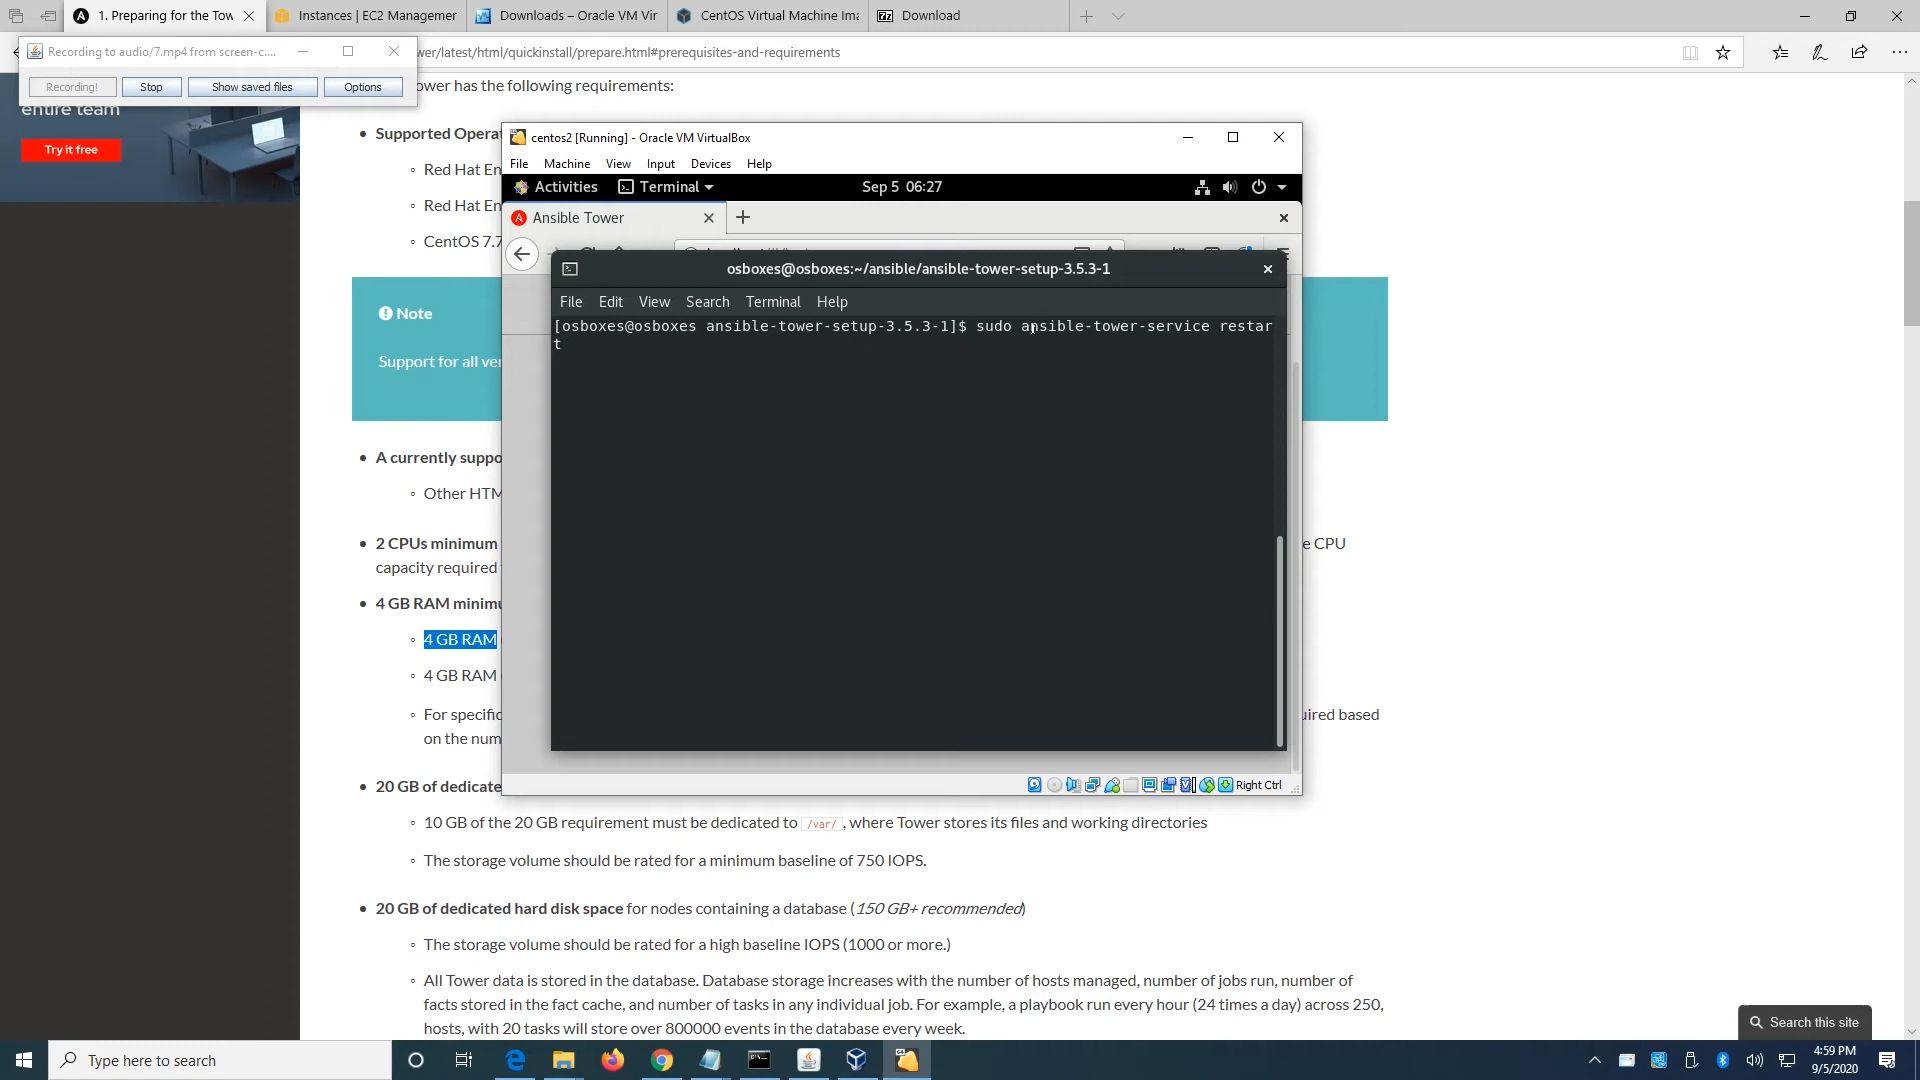 1. Preparing for the Tow
Instances | EC2 Managemer
Downloads – Oracle VM Vir
CentOS Virtual Machine Ima
7z Download
Recording to audio/7.mp4 from screen-c....
wer/latest/html/quickinstall/prepare.html#prerequisites-and-requirements
Recording!
Stop
Show saved files
Options
ower has the following requirements:
entire team
Try it free
Supported Operat
Red Hat En
Red Hat En
CentOS 7.7
Note
Support for all ver
A currently suppo
Other HTM
2 CPUs minimum
e CPU
capacity required
4 GB RAM minimu
4 GB RAM
4 GB RAM
For specific
uired based
on the num
20 GB of dedicate
10 GB of the 20 GB requirement must be dedicated to /var/, where Tower stores its files and working directories
The storage volume should be rated for a minimum baseline of 750 IOPS.
20 GB of dedicated hard disk space for nodes containing a database (150 GB+ recommended)
The storage volume should be rated for a high baseline IOPS (1000 or more.)
All Tower data is stored in the database. Database storage increases with the number of hosts managed, number of jobs run, number of
facts stored in the fact cache, and number of tasks in any individual job. For example, a playbook run every hour (24 times a day) across 250,
hosts, with 20 tasks will store over 800000 events in the database every week.
centos2 [Running] - Oracle VM VirtualBox
File Machine View Input Devices Help
Activities Terminal Sep 5 06:27
A Ansible Tower
osboxes@osboxes:~/ansible/ansible-tower-setup-3.5.3-1
File Edit View Search Terminal Help
[osboxes@osboxes ansible-tower-setup-3.5.3-1]$ sudo ansible-tower-service restar
t
Right Ctrl
Search this site
Type here to search
4:59 PM
9/5/2020